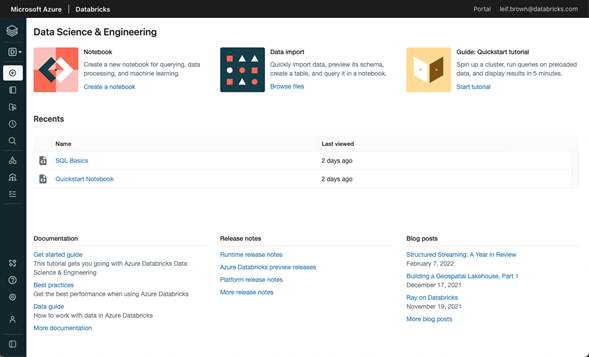 Microsoft Azure | Databricks
Portal leif.brown@databricks.com
Data Science & Engineering
Notebook
Create a new notebook for querying, data
processing, and machine learning.
Create a notebook
Data import
Quickly import data, preview its schema,
create a table, and query it in a notebook.
Browse files
Guide: Quickstart tutorial
Spin up a cluster, run queries on preloaded
data, and display results in 5 minutes.
Start tutorial
Recents
Name Last viewed
SQL Basics 2 days ago
Quickstart Notebook 2 days ago
Documentation
Get started guide
This tutorial gets you going with Azure Databricks Data
Science & Engineering
Best practices
Get the best performance when using Azure Databricks
Data guide
How to work with data in Azure Databricks
More documentation
Release notes
Runtime release notes
Azure Databricks preview releases
Platform release notes
More release notes
Blog posts
Structured Streaming: A Year in Review
February 7, 2022
Building a Geospatial Lakehouse, Part 1
December 17, 2021
Ray on Databricks
November 19, 2021
More blog posts